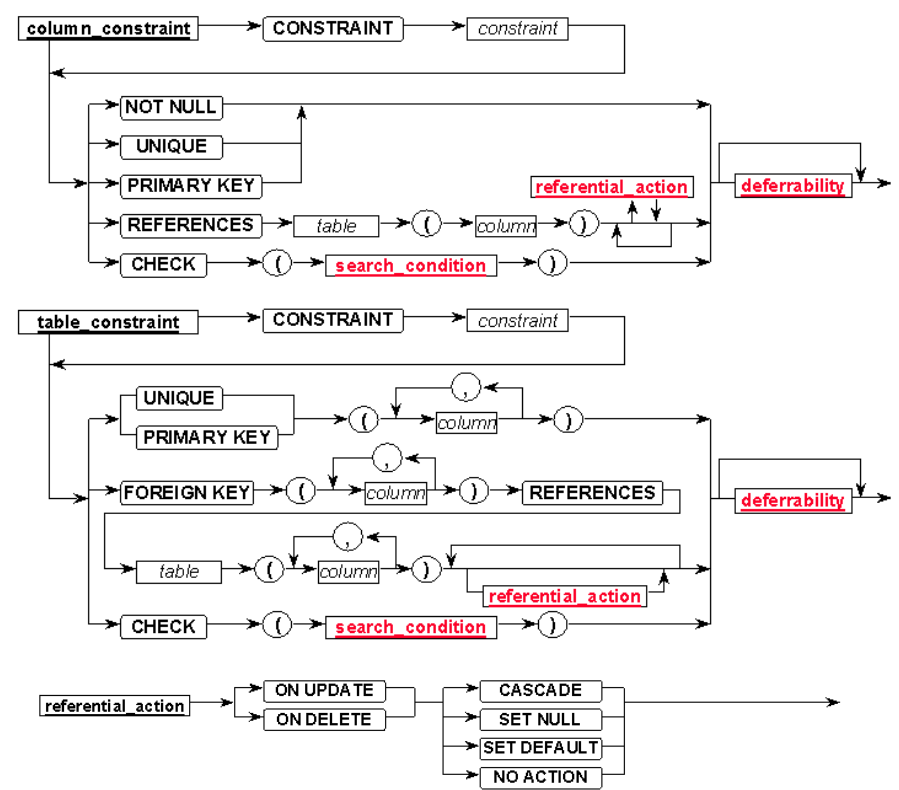 column_constraint CONSTRAINT constraint
NOT NULL
UNIQUE
PRIMARY KEY referential_action deferrability
REFERENCES table ( column )
CHECK ( search_condition )
table_constraint CONSTRAINT constraint
,
UNIQUE
( column )
PRIMARY KEY
,
FOREIGN KEY ( column ) REFERENCES deferrability
,
table ( column )
referential_action
CHECK ( search_condition )
ON UPDATE CASCADE
referential_action
ON DELETE SET NULL
SET DEFAULT
NO ACTION